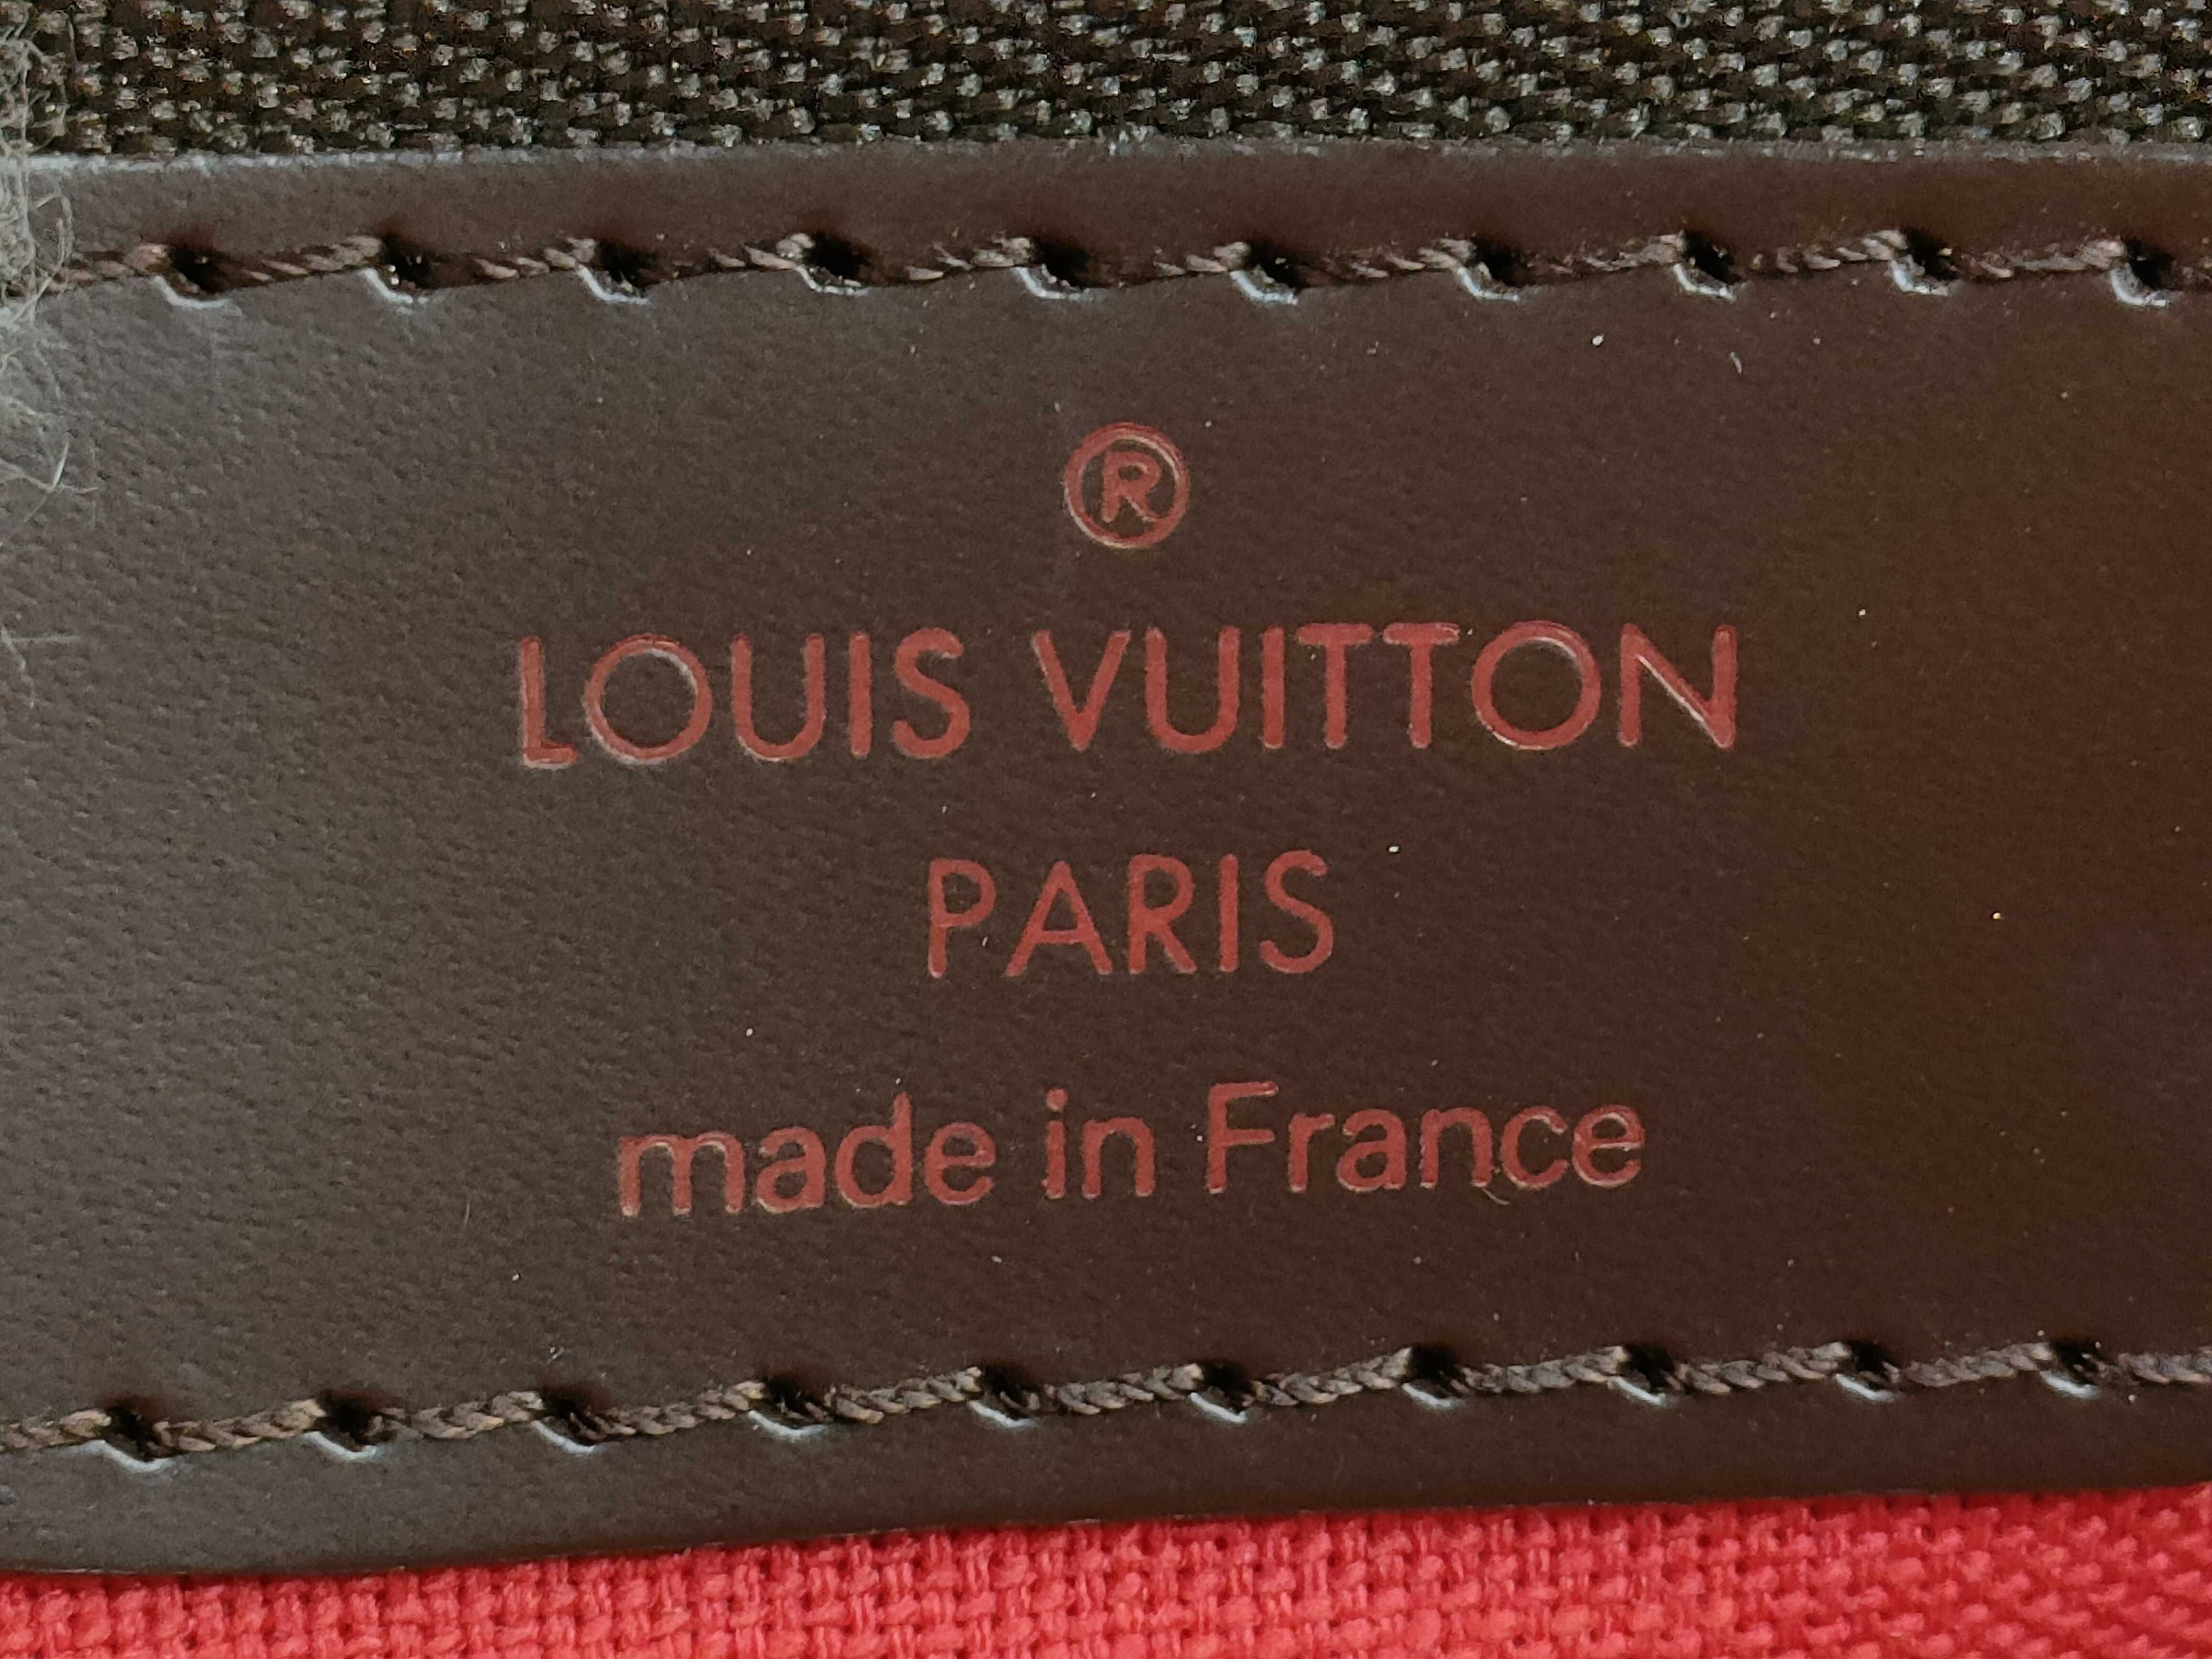 ®
LOUIS VUITTON
PARIS
made in France